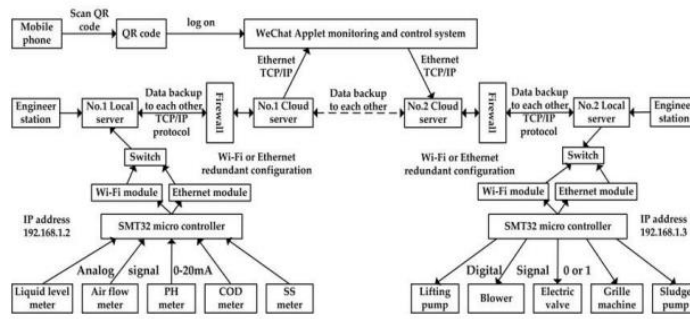 Mobile
phone
Scan QR
code
QR code
log on
WeChat Applet monitoring and control system
Ethernet
TCP/IP
Ethernet
TCP/IP
Engineer
station
No.1 Local
server
Data backup
to each other
TCP/IP
protocol
Firewall
No.1 Cloud
server
Data backup
to each other
No.2 Cloud
server
Firewall
Data backup
to each other
TCP/IP
protocol
No.2 Local
server
Engineer
station
Switch
Wi-Fi or Ethernet
redundant configuration
Wi-Fi or Ethernet
redundant configuration
Switch
Wi-Fi module
Ethernet module
Wi-Fi module
Ethernet module
IP address
192.168.1.2
SMT32 micro controller
SMT32 micro controller
IP address
192.168.1.3
Analog signal 0-20mA
Digital Signal 0 or 1
Liquid level
meter
Air flow
meter
PH
meter
COD
meter
SS
meter
Lifting
pump
Blower
Electric
valve
Grille
machine
Sludge
pump